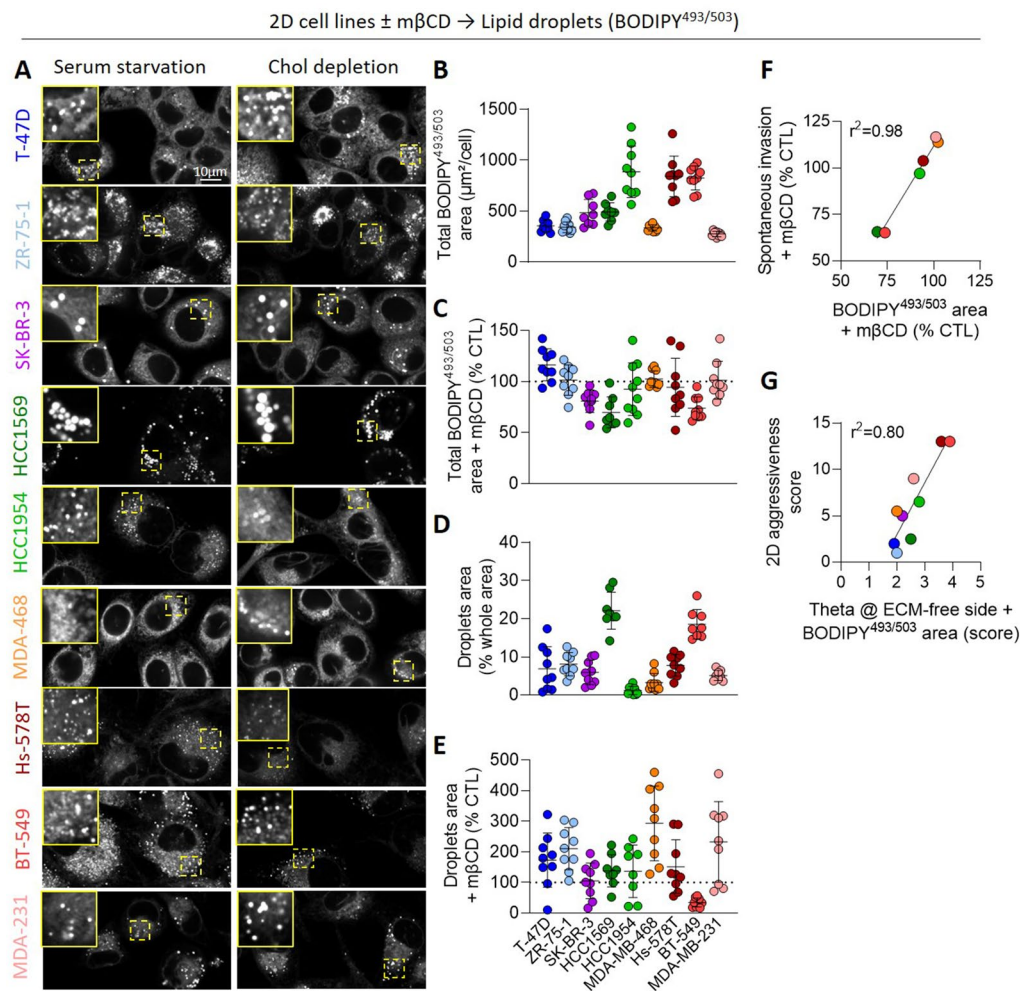 2D cell lines ± mβCD → Lipid droplets (BODIPY493/503)
A
Serum starvation
Chol depletion
T-47D
10µm
ZR-75-1
SK-BR-3
HCC1569
HCC1954
MDA-468
Hs-578T
BT-549
MDA-231
B
Total BODIPY493/503
area (µm²/cell)
1500
1000
500
0
C
Total BODIPY493/503
area + mβCD (% CTL)
150
100
50
0
D
Droplets area
(% whole area)
40
30
20
10
0
E
Droplets area
+ mβCD (% CTL)
500
400
300
200
100
0
T-47D
ZR-75-1
SK-BR-3
HCC1569
HCC1954
MDA-MB-468
Hs-578T
BT-549
MDA-MB-231
F
Spontaneous invasion
+ mβCD (% CTL)
125
100
75
50
r²=0.98
50 75 100 125
BODIPY493/503 area
+ mβCD (% CTL)
G
2D aggressiveness
score
15
10
5
0
r²=0.80
0 1 2 3 4 5
Theta @ ECM-free side +
BODIPY493/503 area (score)